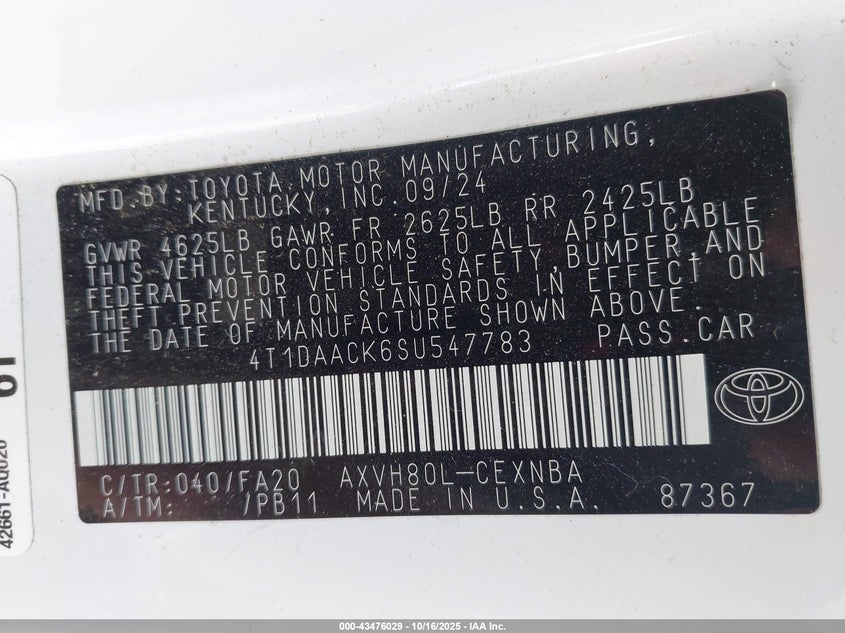 MFD. BY: TOYOTA MOTOR MANUFACTURING,
KENTUCKY, INC. 09/24
GVWR 4625LB GAWR FR 2625LB RR 2425LB
THIS VEHICLE CONFORMS TO ALL APPLICABLE
FEDERAL MOTOR VEHICLE SAFETY, BUMPER, AND
THEFT PREVENTION STANDARDS IN EFFECT ON
THE DATE OF MANUFACTURE SHOWN ABOVE.
4T1DAACK6SU547783 PASS.CAR
C/TR:040/FA20 AXVH80L-CEXNBA
A/TM: /PB11 MADE IN U.S.A. 87367
42661-AQ020
000-43476029 - 10/16/2025 - IAA Inc.